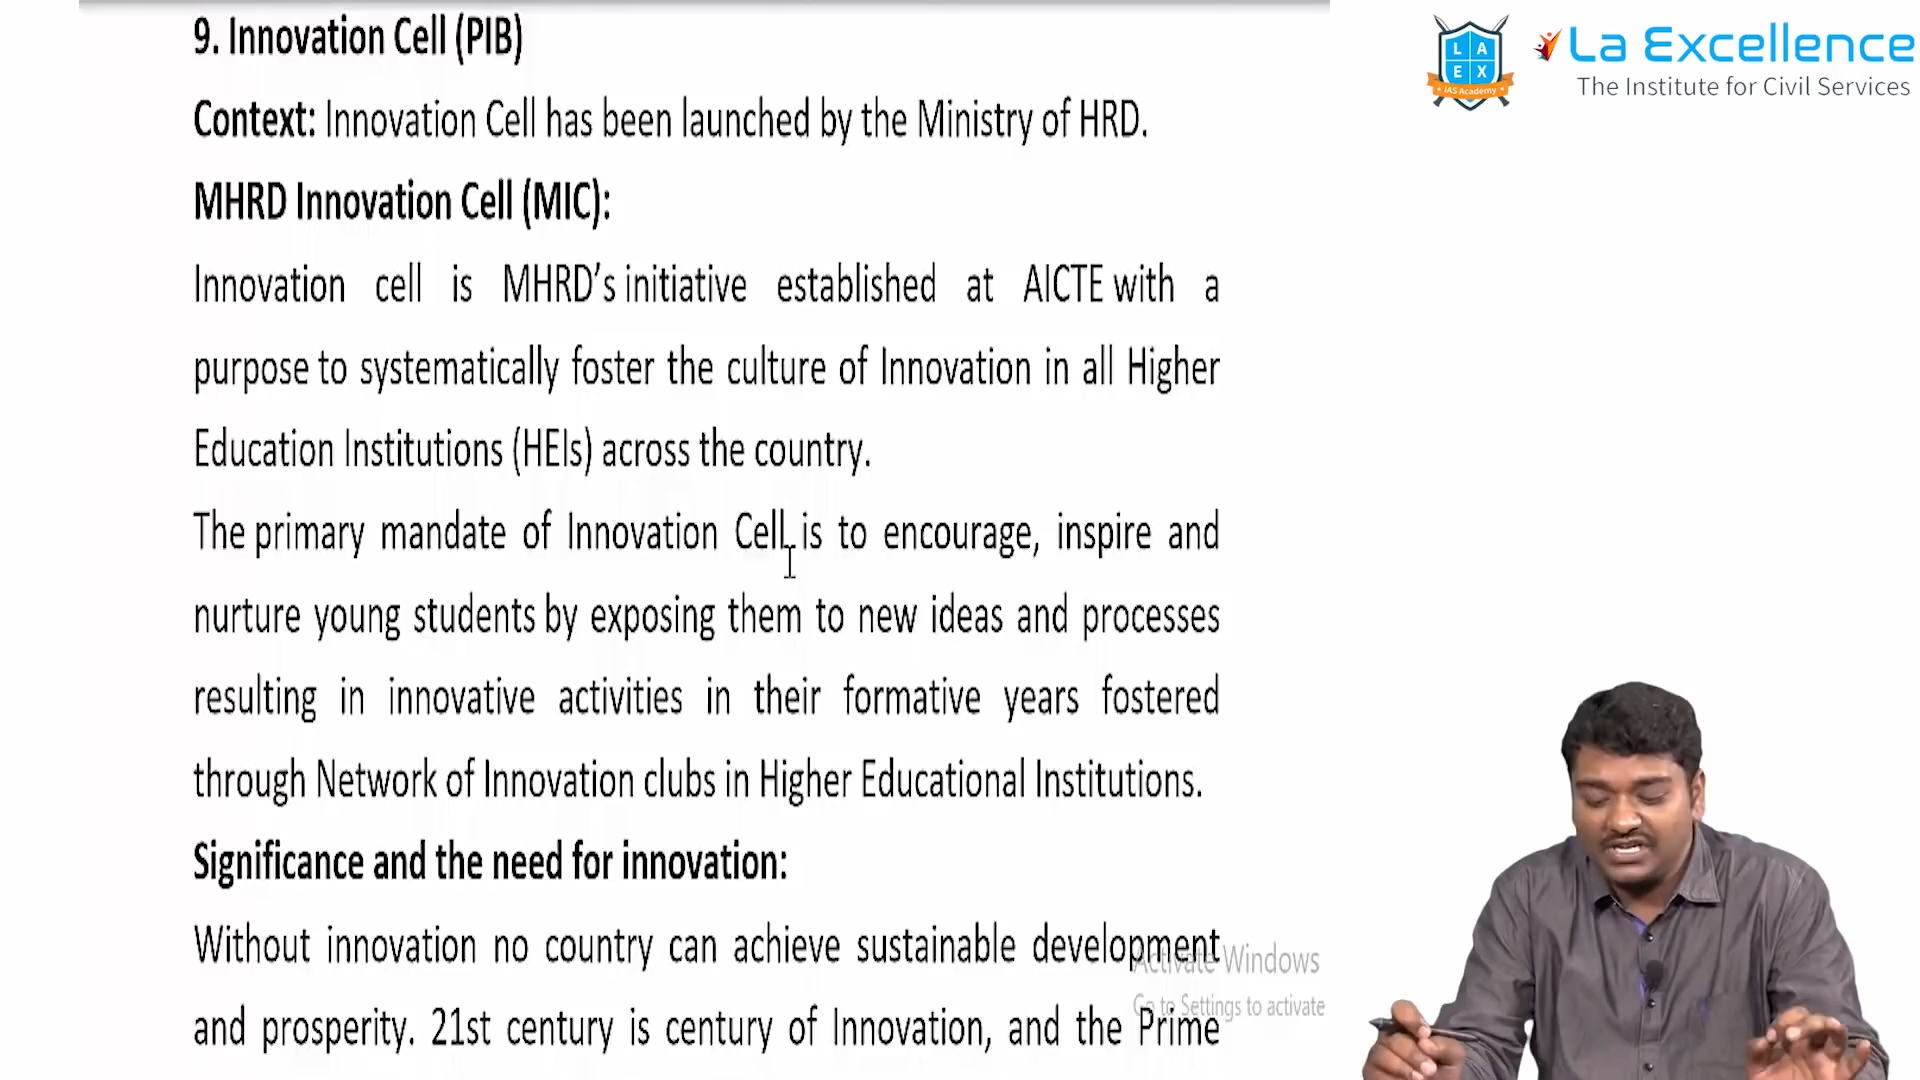 9. Innovation Cell (PIB)
Context: Innovation Cell has been launched by the Ministry of HRD.
MHRD Innovation Cell (MIC):
Innovation cell is MHRD’s initiative established at AICTE with a
purpose to systematically foster the culture of Innovation in all Higher
Education Institutions (HEIs) across the country.
The primary mandate of Innovation Cell is to encourage, inspire and
nurture young students by exposing them to new ideas and processes
resulting in innovative activities in their formative years fostered
through Network of Innovation clubs in Higher Educational Institutions.
Significance and the need for innovation:
Without innovation no country can achieve sustainable development
and prosperity. 21st century is century of Innovation, and the Prime
Activate Windows
Go to Settings to activate
L A
E X
IAS Academy
La Excellence
The Institute for Civil Services